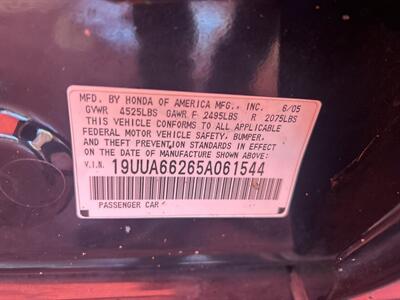 MFD. BY HONDA OF AMERICA MFG., INC. 6/05
GVWR 4525LBS GAWR F 2495LBS R 2075LBS
THIS VEHICLE CONFORMS TO ALL APPLICABLE
FEDERAL MOTOR VEHICLE SAFETY, BUMPER,
AND THEFT PREVENTION STANDARDS IN EFFECT
ON THE DATE OF MANUFACTURE SHOWN ABOVE.
V.I.N. 19UUA66265A061544
PASSENGER CAR